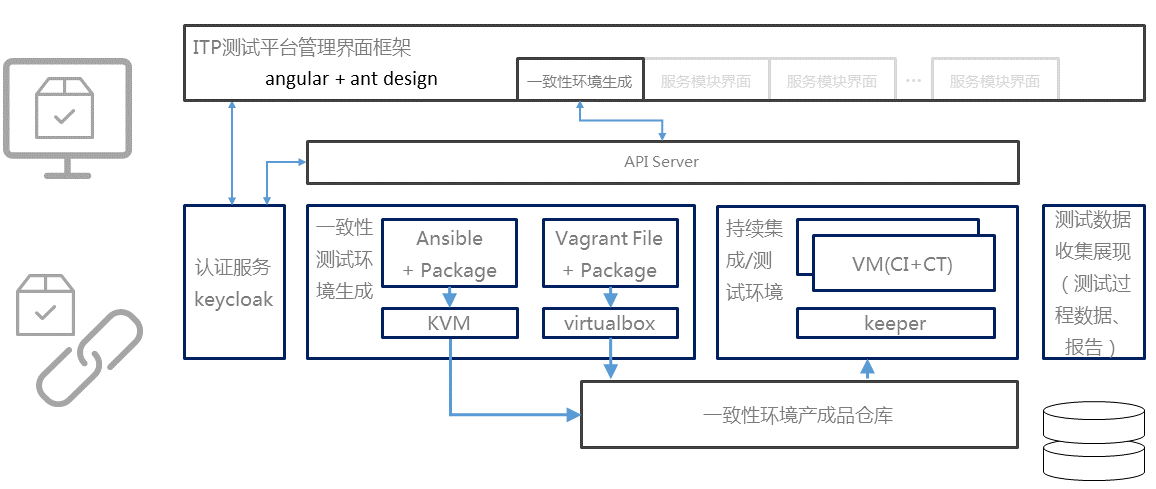 ITP测试平台管理界面框架
angular + ant design
一致性环境生成
服务模块界面
服务模块界面
...
服务模块界面
API Server
认证服务
keycloak
一致性
测试环
境生成
Ansible
+ Package
KVM
Vagrant File
+ Package
virtualbox
持续集
成/测
试环境
VM(CI+CT)
keeper
测试数据
收集展现
（测试过
程数据、
报告）
一致性环境产成品仓库